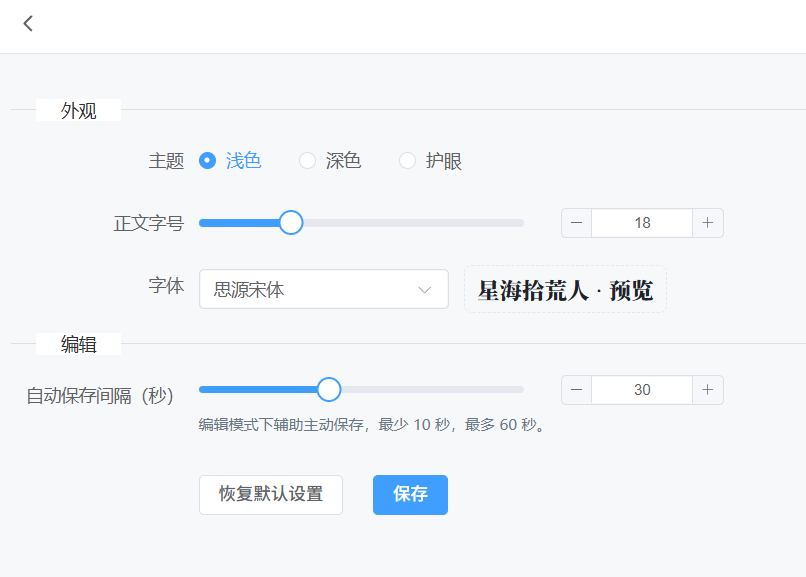 外观
主题 浅色 深色 护眼
正文字号 18
字体 思源宋体 星海拾荒人 · 预览
编辑
自动保存间隔（秒） 30
编辑模式下辅助主动保存，最少 10 秒，最多 60 秒。
恢复默认设置 保存